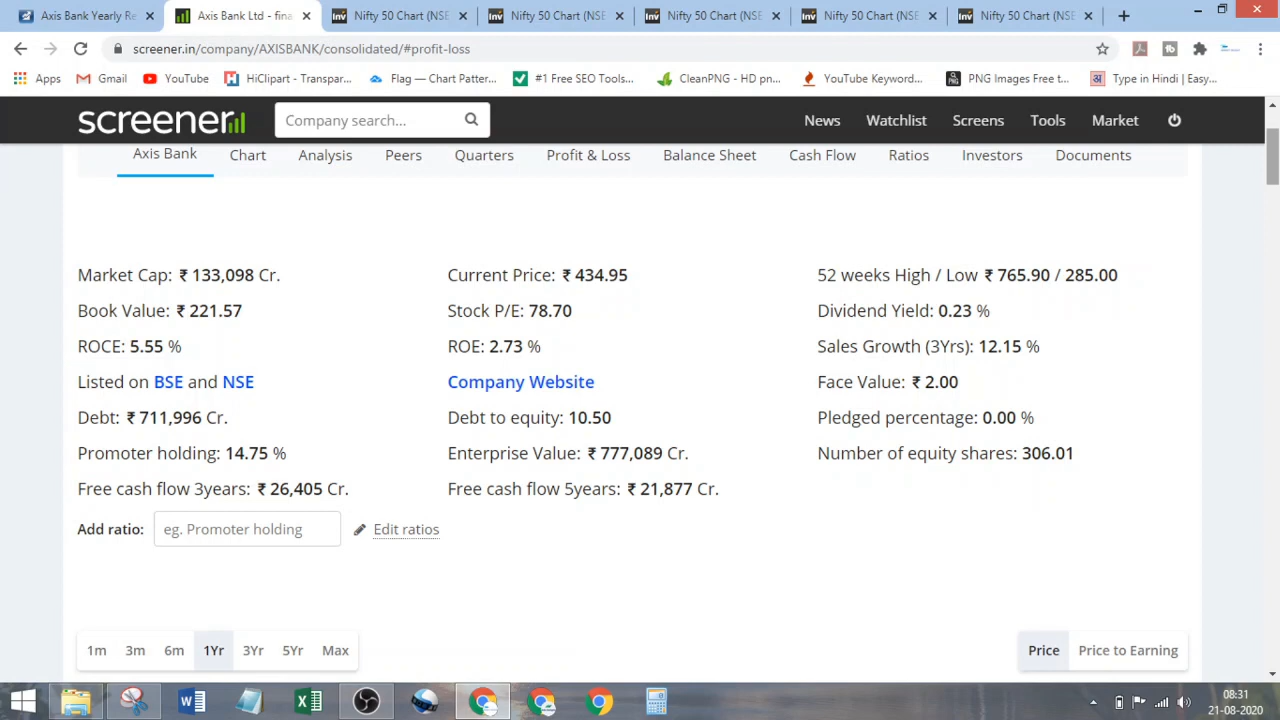 Axis Bank Yearly Re
Axis Bank Ltd - fina
Nifty 50 Chart (NSE
Nifty 50 Chart (NSE
Nifty 50 Chart (NSE
Nifty 50 Chart (NSE
Nifty 50 Chart (NSE
screener.in/company/AXISBANK/consolidated/#profit-loss
Apps Gmail YouTube HiClipart - Transpar... Flag — Chart Patter... #1 Free SEO Tools... CleanPNG - HD pn... YouTube Keyword... PNG Images Free t... Type in Hindi | Easy...
screener Company search... News Watchlist Screens Tools Market
Axis Bank Chart Analysis Peers Quarters Profit & Loss Balance Sheet Cash Flow Ratios Investors Documents
Market Cap: ₹ 133,098 Cr. Current Price: ₹ 434.95 52 weeks High / Low ₹ 765.90 / 285.00
Book Value: ₹ 221.57 Stock P/E: 78.70 Dividend Yield: 0.23 %
ROCE: 5.55 % ROE: 2.73 % Sales Growth (3Yrs): 12.15 %
Listed on BSE and NSE Company Website Face Value: ₹ 2.00
Debt: ₹ 711,996 Cr. Debt to equity: 10.50 Pledged percentage: 0.00 %
Promoter holding: 14.75 % Enterprise Value: ₹ 777,089 Cr. Number of equity shares: 306.01
Free cash flow 3years: ₹ 26,405 Cr. Free cash flow 5years: ₹ 21,877 Cr.
Add ratio: eg. Promoter holding Edit ratios
1m 3m 6m 1Yr 3Yr 5Yr Max Price Price to Earning
08:31
21-08-2020